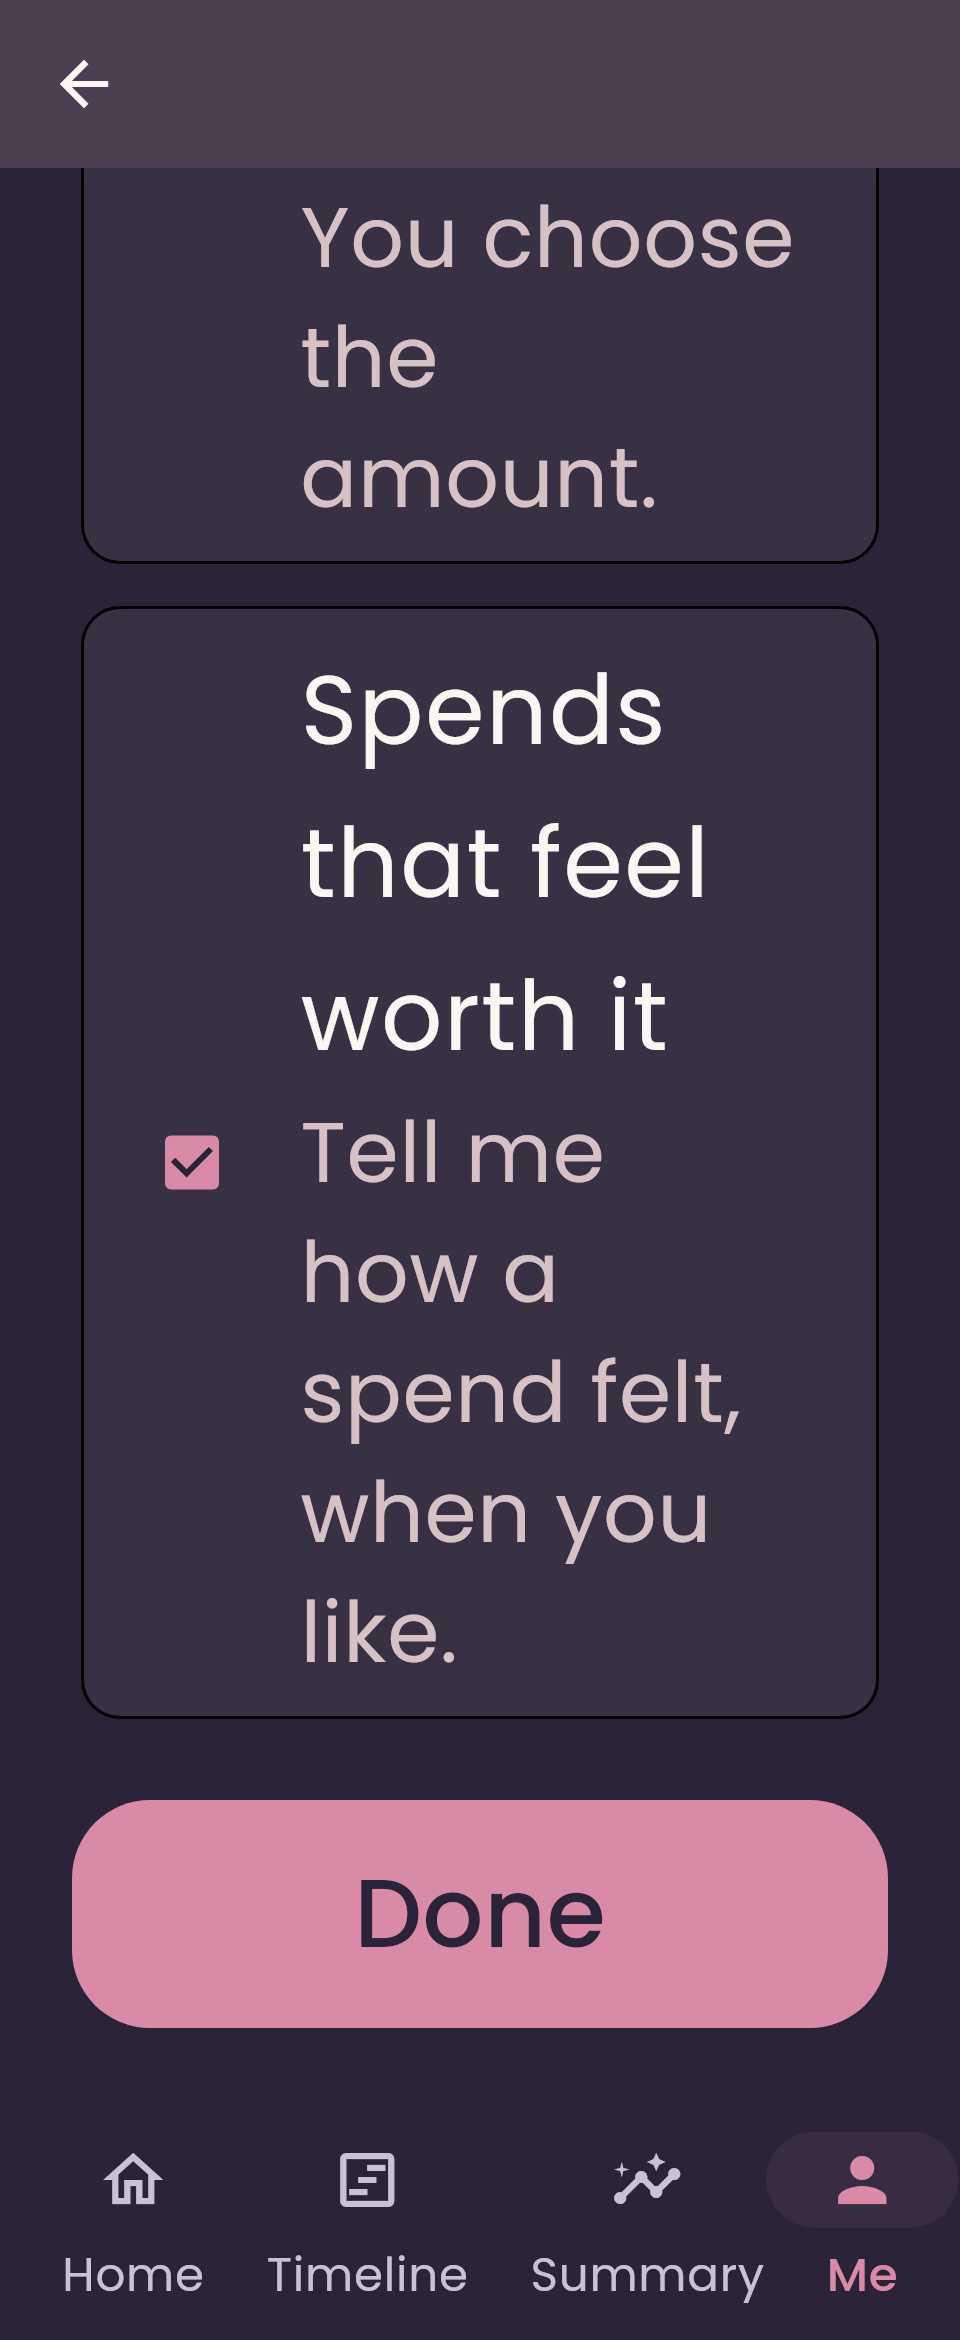 You choose
the
amount.
Spends
that feel
worth it
Tell me
how a
spend felt,
when you
like.
Done
Home
Timeline
Summary
Me